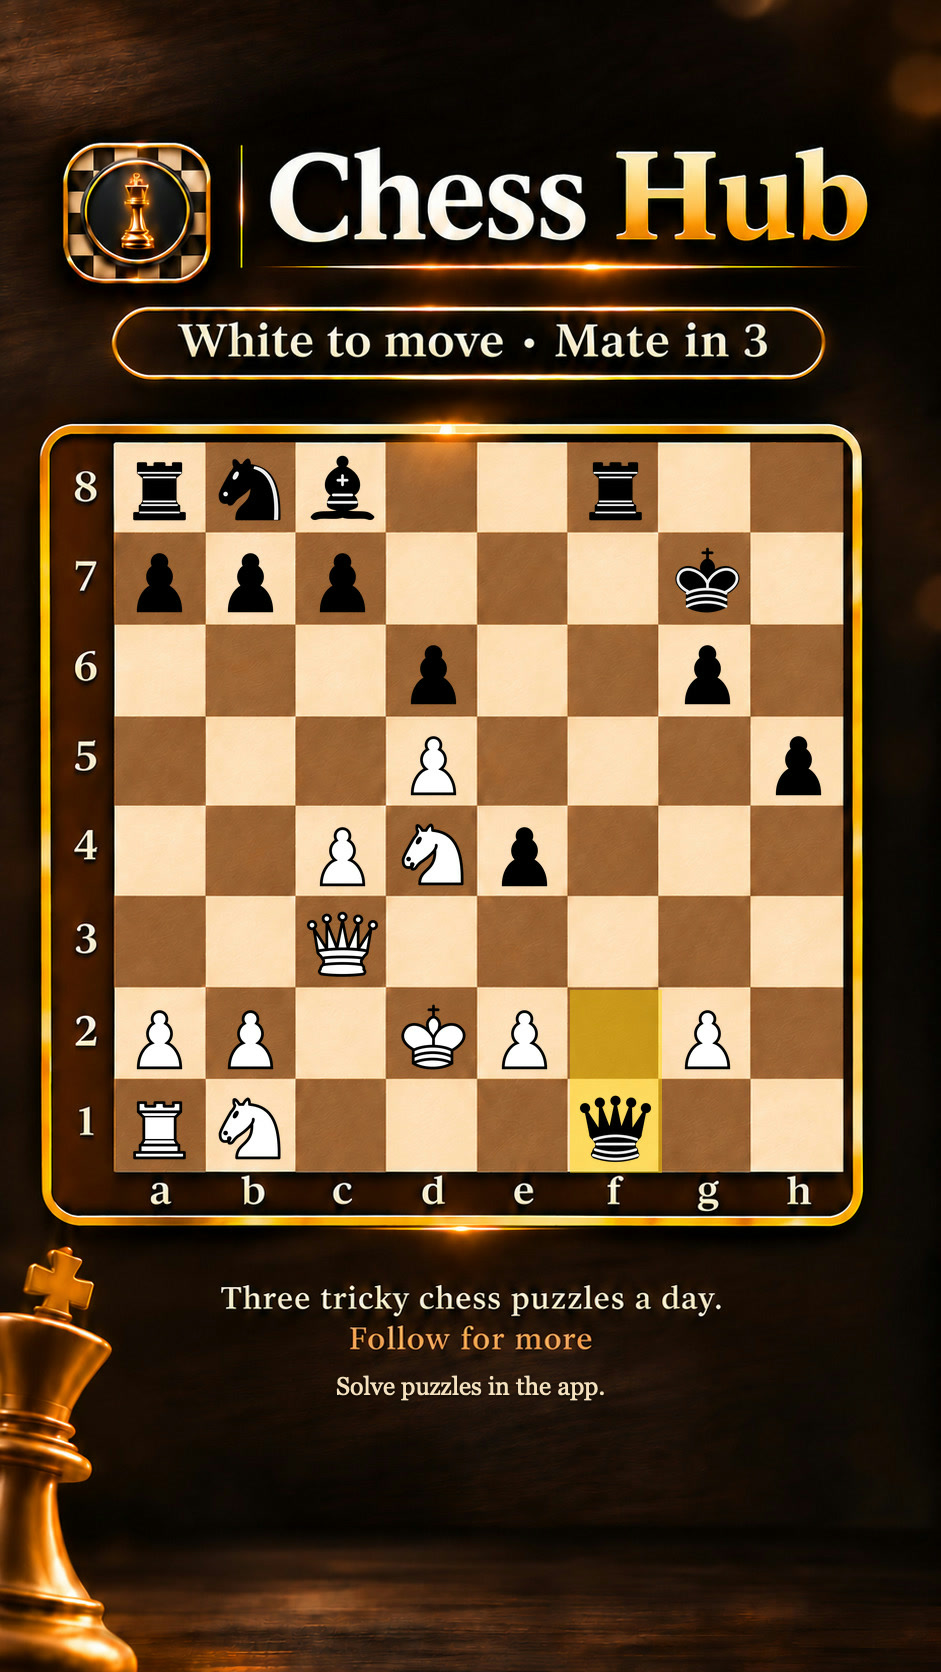 Chess Hub
White to move • Mate in 3
8
7
6
5
4
3
2
1
a b c d e f g h
Three tricky chess puzzles a day.
Follow for more
Solve puzzles in the app.